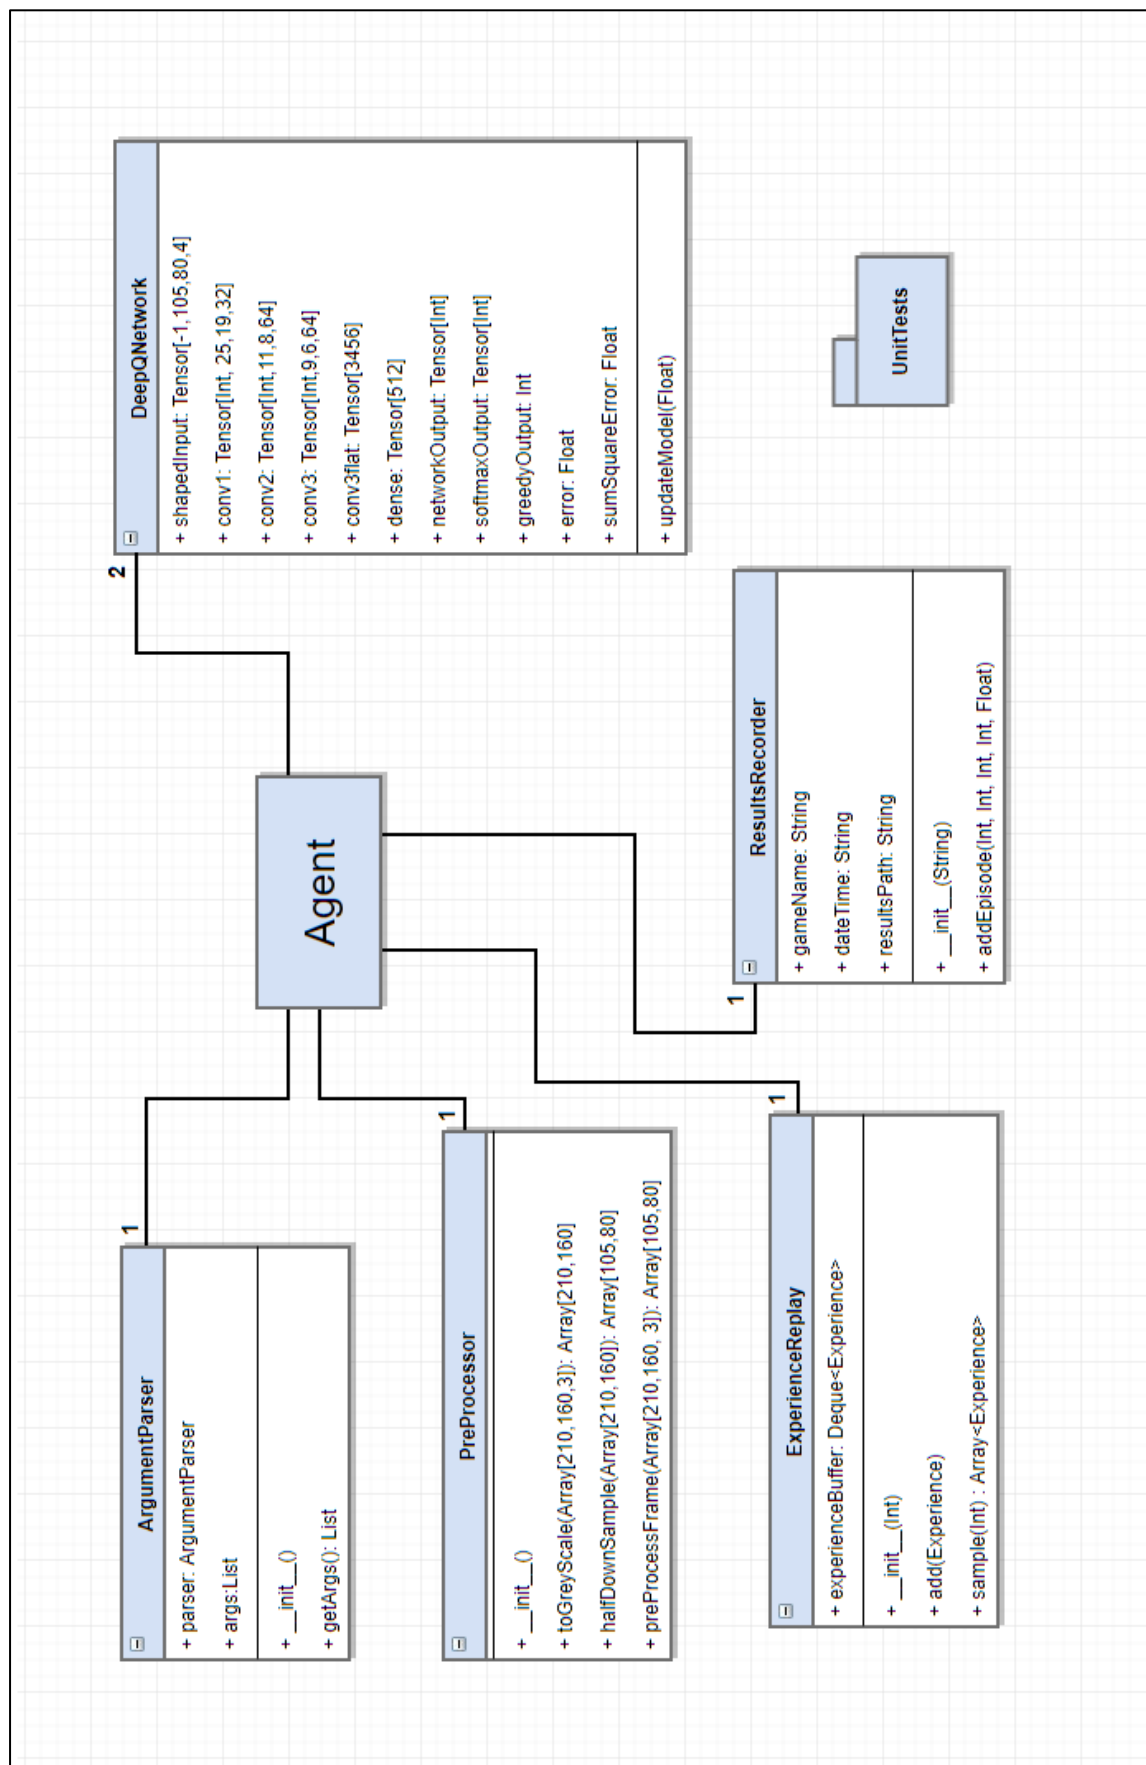 ArgumentParser
+ parser: ArgumentParser
+ args:List
+ __init__()
+ getArgs(): List
1
PreProcessor
+ __init__()
+ toGreyScale(Array[210,160,3]): Array[210,160]
+ halfDownSample(Array[210,160]): Array[105,80]
+ preProcessFrame(Array[210,160, 3]): Array[105,80]
1
ExperienceReplay
+ experienceBuffer: Deque<Experience>
+ __init__(Int)
+ add(Experience)
+ sample(Int) : Array<Experience>
1
Agent
ResultsRecorder
+ gameName: String
+ dateTime: String
+ resultsPath: String
+ __init__(String)
+ addEpisode(Int, Int, Int, Int, Float)
1
2
DeepQNetwork
+ shapedInput: Tensor[-1,105,80,4]
+ conv1: Tensor[Int, 25,19,32]
+ conv2: Tensor[Int,11,8,64]
+ conv3: Tensor[Int,9,6,64]
+ conv3flat: Tensor[3456]
+ dense: Tensor[512]
+ networkOutput: Tensor[Int]
+ softmaxOutput: Tensor[Int]
+ greedyOutput: Int
+ error: Float
+ sumSquareError: Float
+ updateModel(Float)
UnitTests